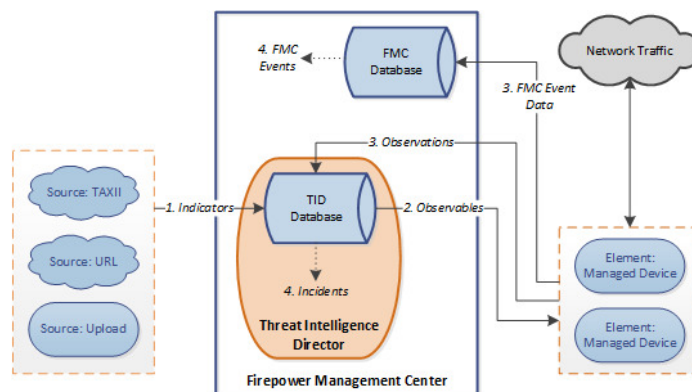 4. FMC
Events
FMC
Database
Network Traffic
3. FMC Event
Data
3. Observations
Source: TAXII
1. Indicators
TID
Database
2. Observables
Source: URL
Element:
Managed Device
4. Incidents
Source: Upload
Threat Intelligence
Director
Element:
Managed Device
Firepower Management Center